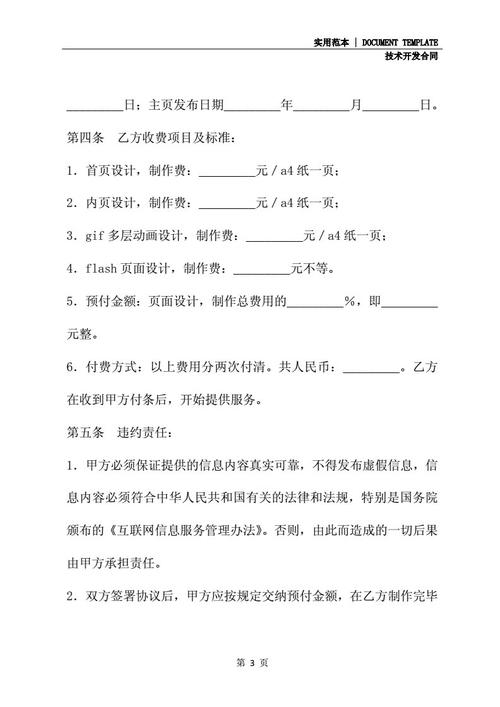 实用范本 | DOCUMENT TEMPLATE
技术开发合同
_________日；主页发布日期_________年_________月_________日。
第四条　乙方收费项目及标准：
1．首页设计，制作费：_________元／a4纸一页；
2．内页设计，制作费：_________元／a4纸一页；
3．gif多层动画设计，制作费：_________元／a4纸一页；
4．flash页面设计，制作费：_________元不等。
5．预付金额：页面设计，制作总费用的_________％，即_________
元整。
6．付费方式：以上费用分两次付清。共人民币：_________。乙方
在收到甲方付条后，开始提供服务。
第五条　违约责任：
1．甲方必须保证提供的信息内容真实可靠，不得发布虚假信息，信
息内容必须符合中华人民共和国有关的法律和法规，特别是国务院
颁布的《互联网信息服务管理办法》。否则，由此而造成的一切后果
由甲方承担责任。
2．双方签署协议后，甲方应按规定交纳预付金额，在乙方制作完毕
第 3 页